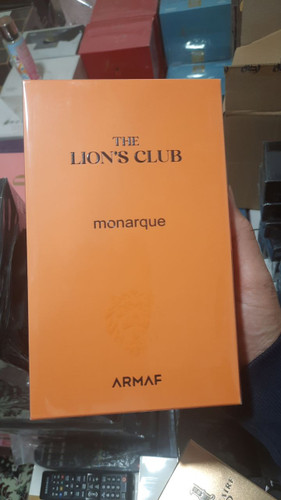 THE
LION'S CLUB
monarque
ARMAF